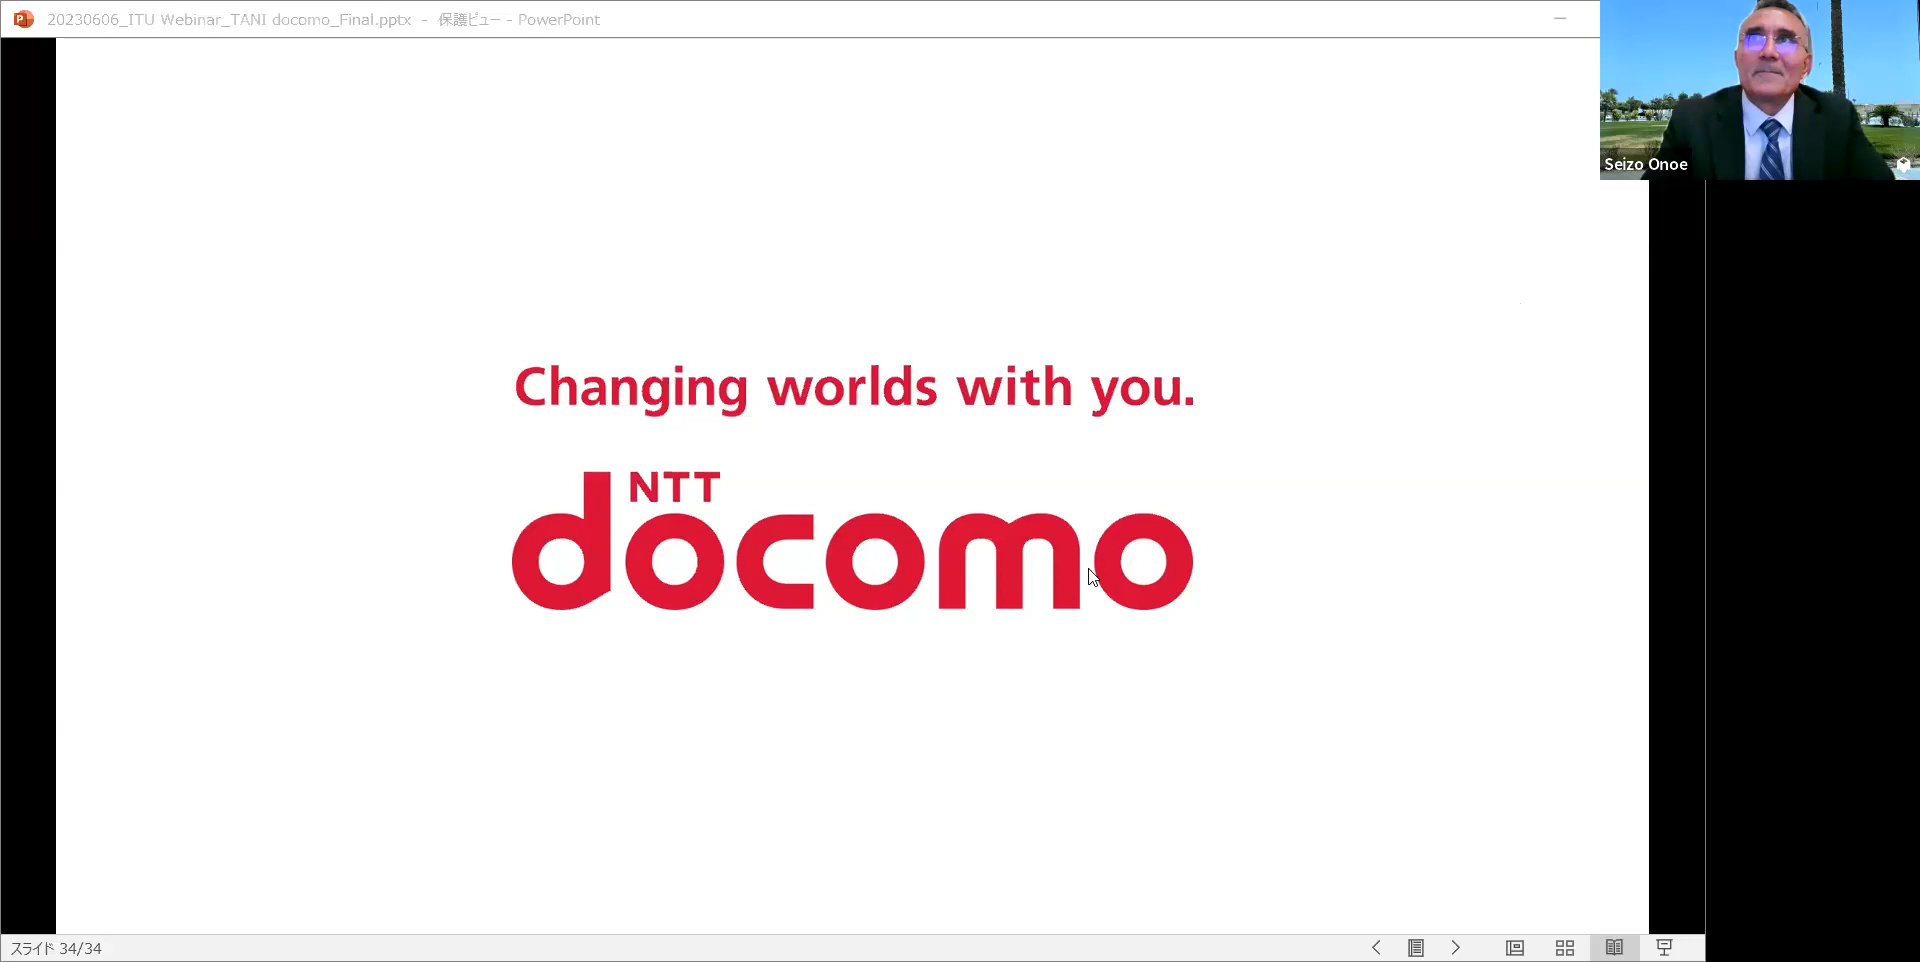 20230606_ITU Webinar_TANI docomo_Final.pptx - 保護ビュー - PowerPoint
Seizo Onoe
Changing worlds with you.
NTT
docomo
スライド 34/34